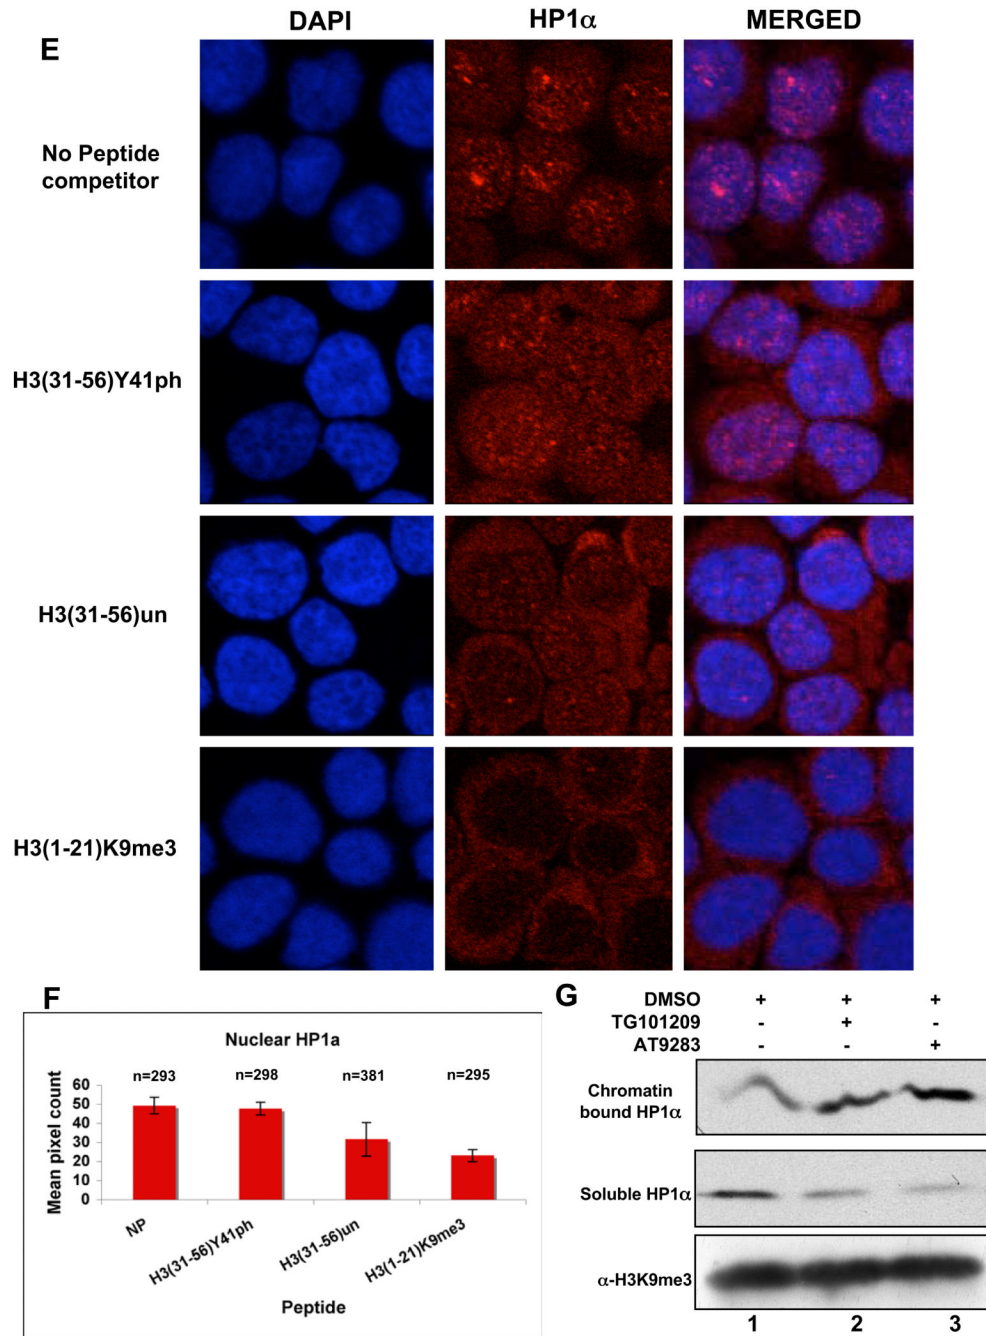 E
DAPI HP1α MERGED
No Peptide
competitor
H3(31-56)Y41ph
H3(31-56)un
H3(1-21)K9me3
F
Nuclear HP1a
n=293 n=298 n=381 n=295
Mean pixel count
60
50
40
30
20
10
0
NP
H3(31-56)Y41ph
H3(31-56)un
H3(1-21)K9me3
Peptide
G
DMSO + + +
TG101209 - + -
AT9283 - - +
Chromatin
bound HP1α
Soluble HP1α
α-H3K9me3
1 2 3